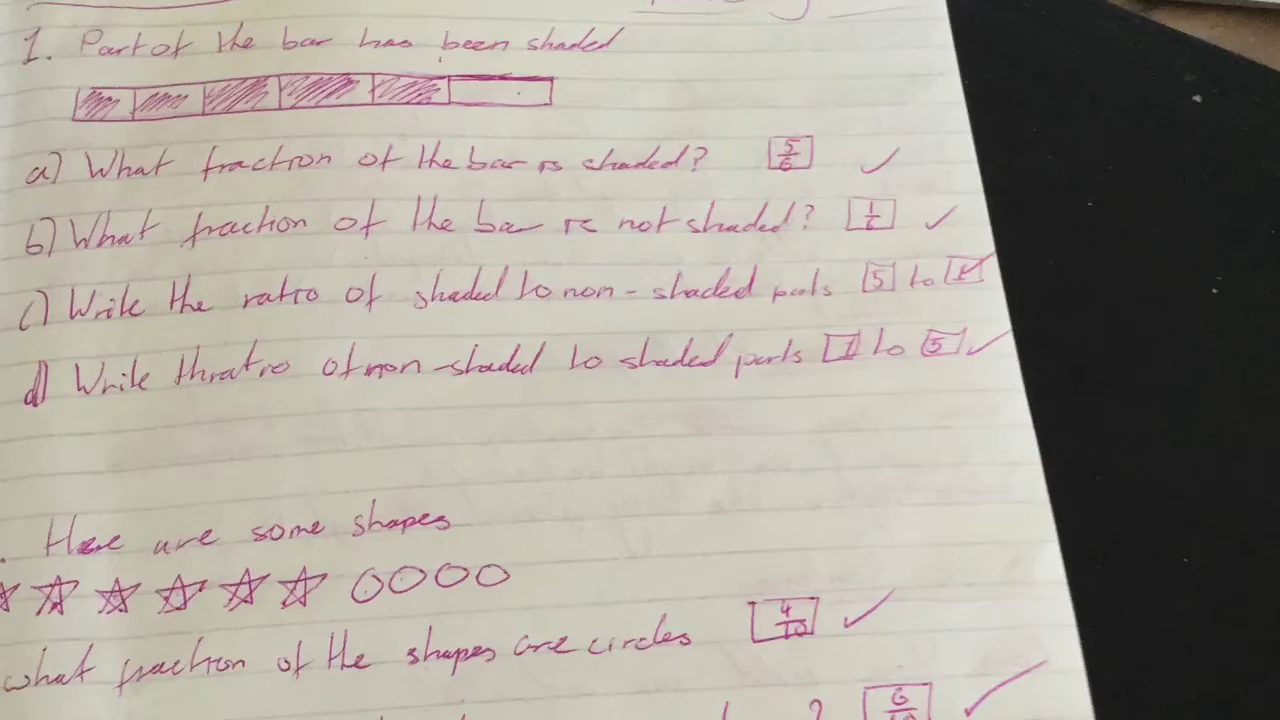 1. Part of the bar has been shaded
a) What fraction of the bar is shaded? 5/6 ✓
b) What fraction of the bar is not shaded? 1/6 ✓
c) Write the ratio of shaded to non-shaded parts 5 to 1 ✓
d) Write th ratio of non-shaded to shaded parts 1 to 5 ✓
. Here are some shapes
what fraction of the shapes are circles 4/10 ✓
? 6/10 ✓